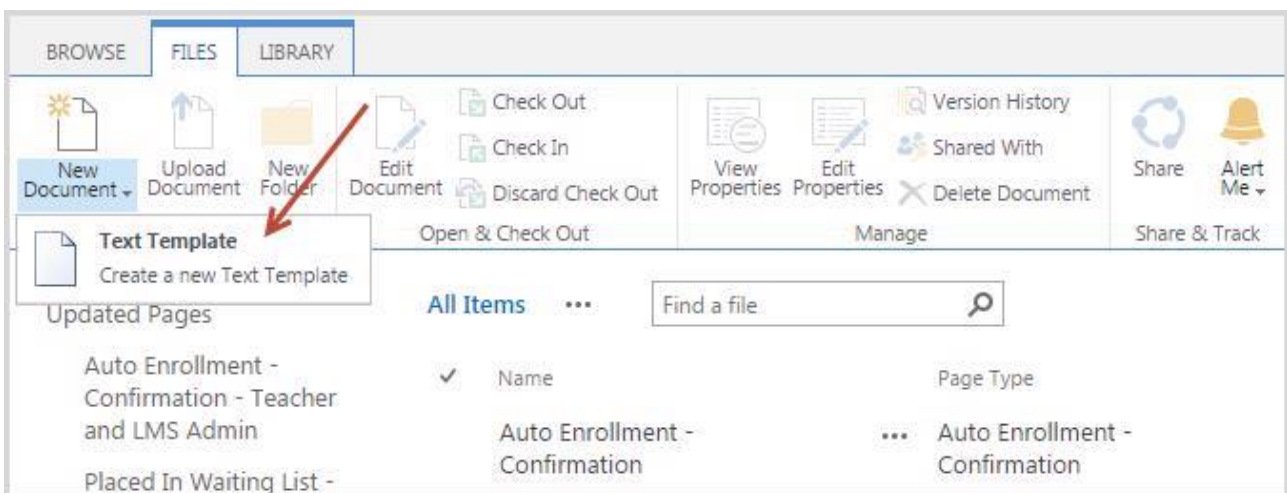 BROWSE FILES LIBRARY
New
Document
Upload
Document
New
Folder
Edit
Document
Check Out
Check In
Discard Check Out
Open & Check Out
View
Properties
Edit
Properties
Version History
Shared With
Delete Document
Manage
Share
Alert
Me
Share & Track
Text Template
Create a new Text Template
Updated Pages
Auto Enrollment -
Confirmation - Teacher
and LMS Admin
Placed In Waiting List -
All Items ••• Find a file
Name Page Type
Auto Enrollment -
Confirmation
••• Auto Enrollment -
Confirmation